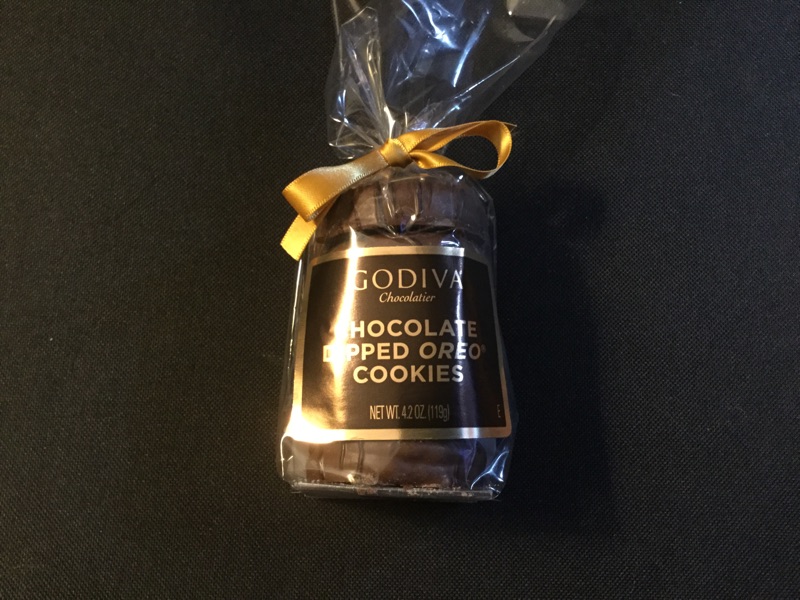 GODIVA
Chocolatier
CHOCOLATE
DIPPED OREO®
COOKIES
NET WT. 4.2 OZ. (119g)
E